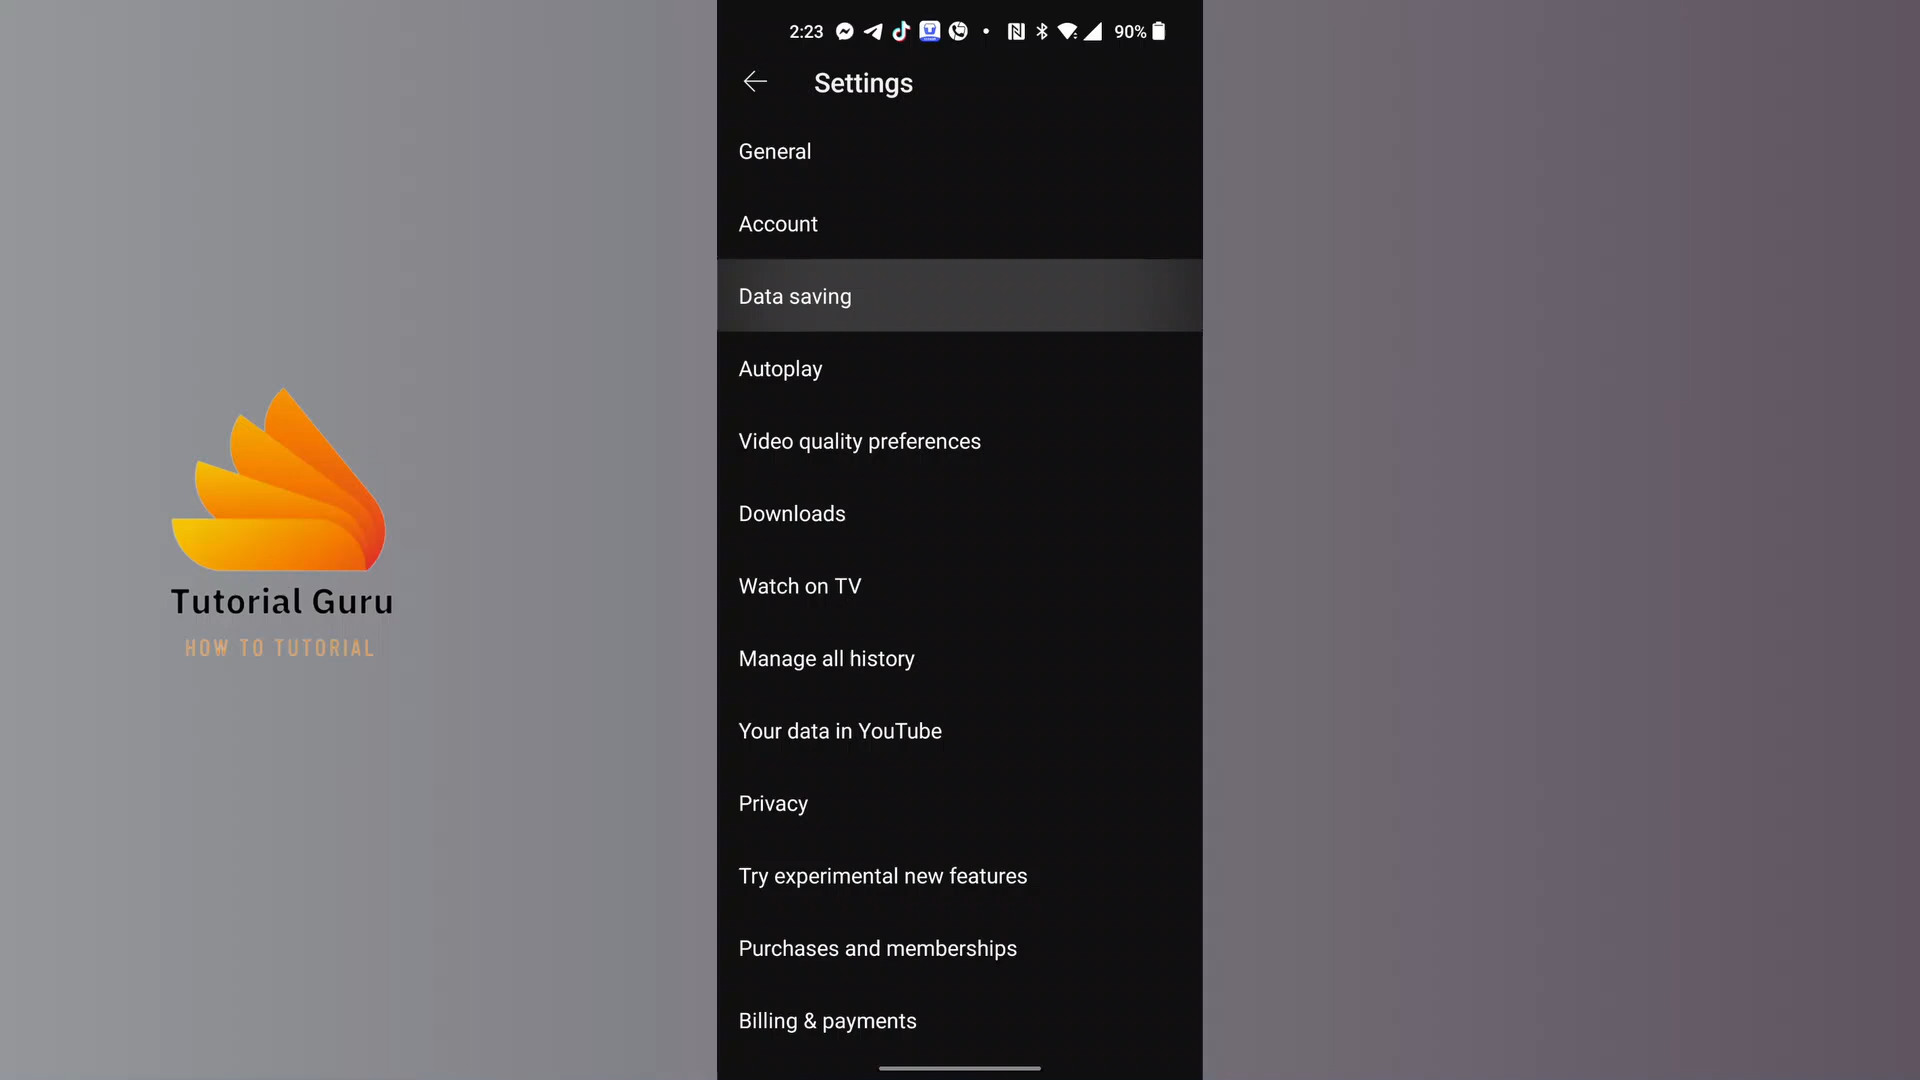 2:23
90%
Settings
General
Account
Data saving
Autoplay
Video quality preferences
Downloads
Watch on TV
Manage all history
Your data in YouTube
Privacy
Try experimental new features
Purchases and memberships
Billing & payments
Tutorial Guru
HOW TO TUTORIAL